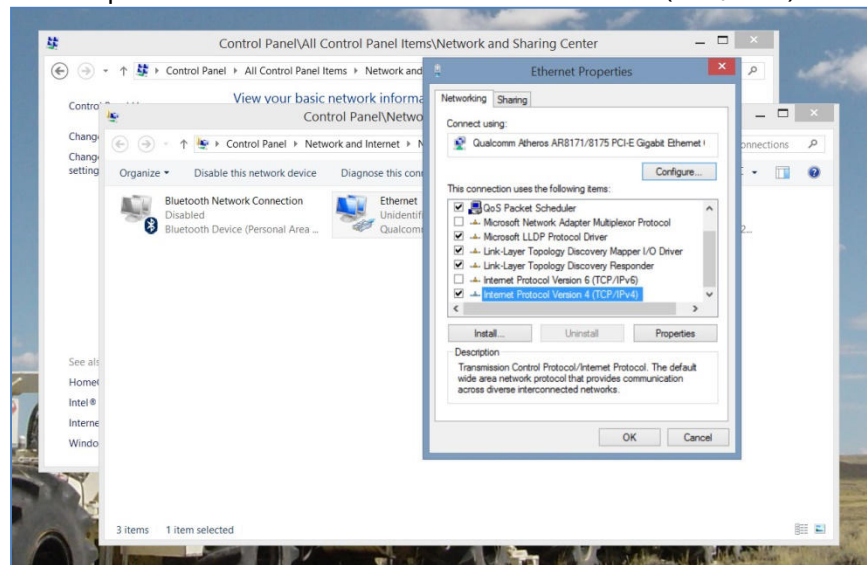 Control Panel\All Control Panel Items\Network and Sharing Center
Control Panel ▸ All Control Panel Items ▸ Network and
View your basic network informa
Chang
Chang
setting
See als
Intel®
Interne
Windo
Control Panel\Netwo
Control Panel ▸ Network and Internet ▸ N
onnections
Organize
Disable this network device
Diagnose this conn
Bluetooth Network Connection
Disabled
Bluetooth Device (Personal Area ...
Ethernet
Unidentifi
Qualcom
2...
3 items 1 item selected
Ethernet Properties
Networking
Sharing
Connect using:
Qualcomm Atheros AR8171/8175 PCI-E Gigabit Ethernet
Configure...
This connection uses the following items:
QoS Packet Scheduler
Microsoft Network Adapter Multiplexor Protocol
Microsoft LLDP Protocol Driver
Link-Layer Topology Discovery Mapper I/O Driver
Link-Layer Topology Discovery Responder
Internet Protocol Version 6 (TCP/IPv6)
Internet Protocol Version 4 (TCP/IPv4)
Install...
Uninstall
Properties
Description
Transmission Control Protocol/Internet Protocol. The default
wide area network protocol that provides communication
across diverse interconnected networks.
OK
Cancel